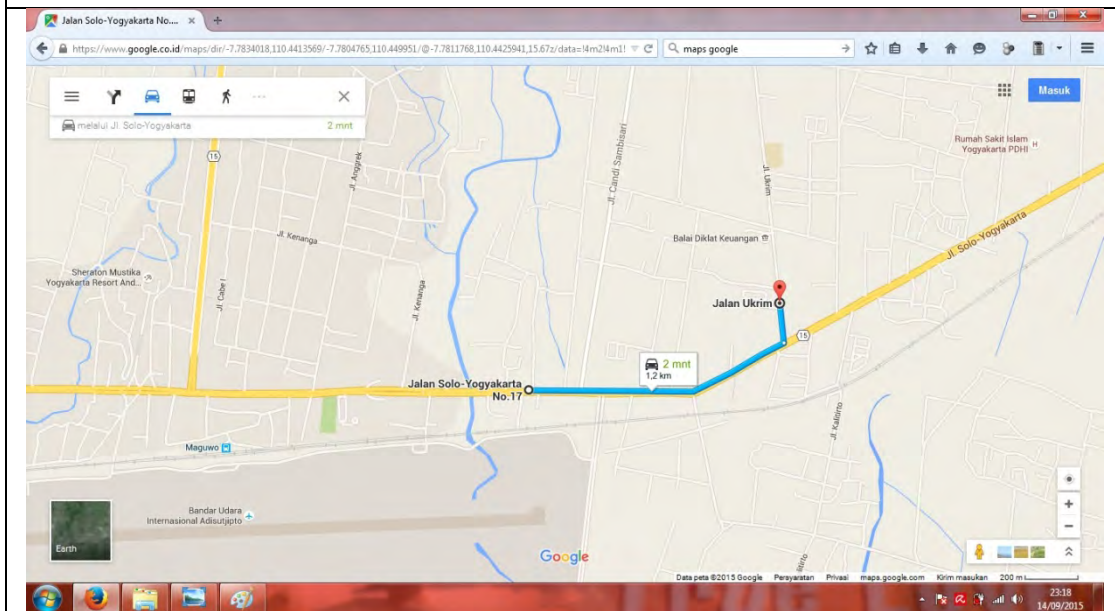 Jalan Solo-Yogyakarta No....
https://www.google.co.id/maps/dir/-7.7834018,110.4413569/-7.7804765,110.449951/@-7.7811768,110.4425941,15.67z/data=!4m2!4m1!
maps google
Masuk
melalui Jl. Solo-Yogyakarta
2 mnt
15
Jl. Anggrek
Jl. Candi Sambisari
Jl. Ukrim
Rumah Sakit Islam
Yogyakarta PDHI
H
Jl. Kenanga
Balai Diklat Keuangan
Jl. Solo-Yogyakarta
Sheraton Mustika
Yogyakarta Resort And...
Jl. Cabe I
Jl. Kenanga
Jalan Ukrim
15
2 mnt
1,2 km
Jalan Solo-Yogyakarta
No.17
Jl. Kalitirto
Maguwo
Bandar Udara
Internasional Adisutjipto
Earth
Google
Data peta ©2015 Google
Persyaratan
Privasi
maps.google.com
Kirim masukan
200 m
23:18
14/09/2015